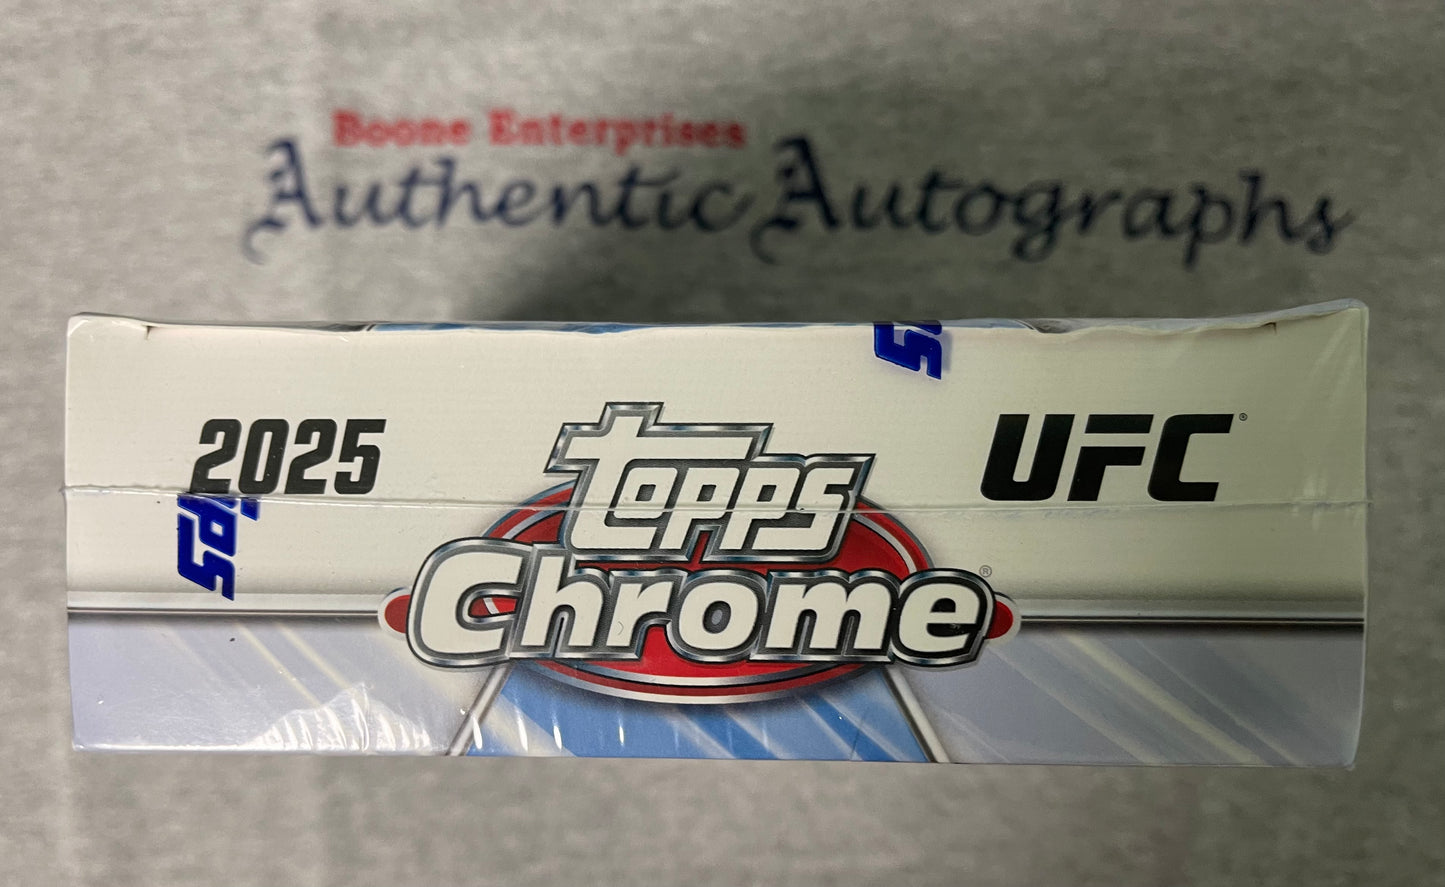 Boone Enterprises
Authentic Autographs
2025
Topps
Chrome®
UFC®